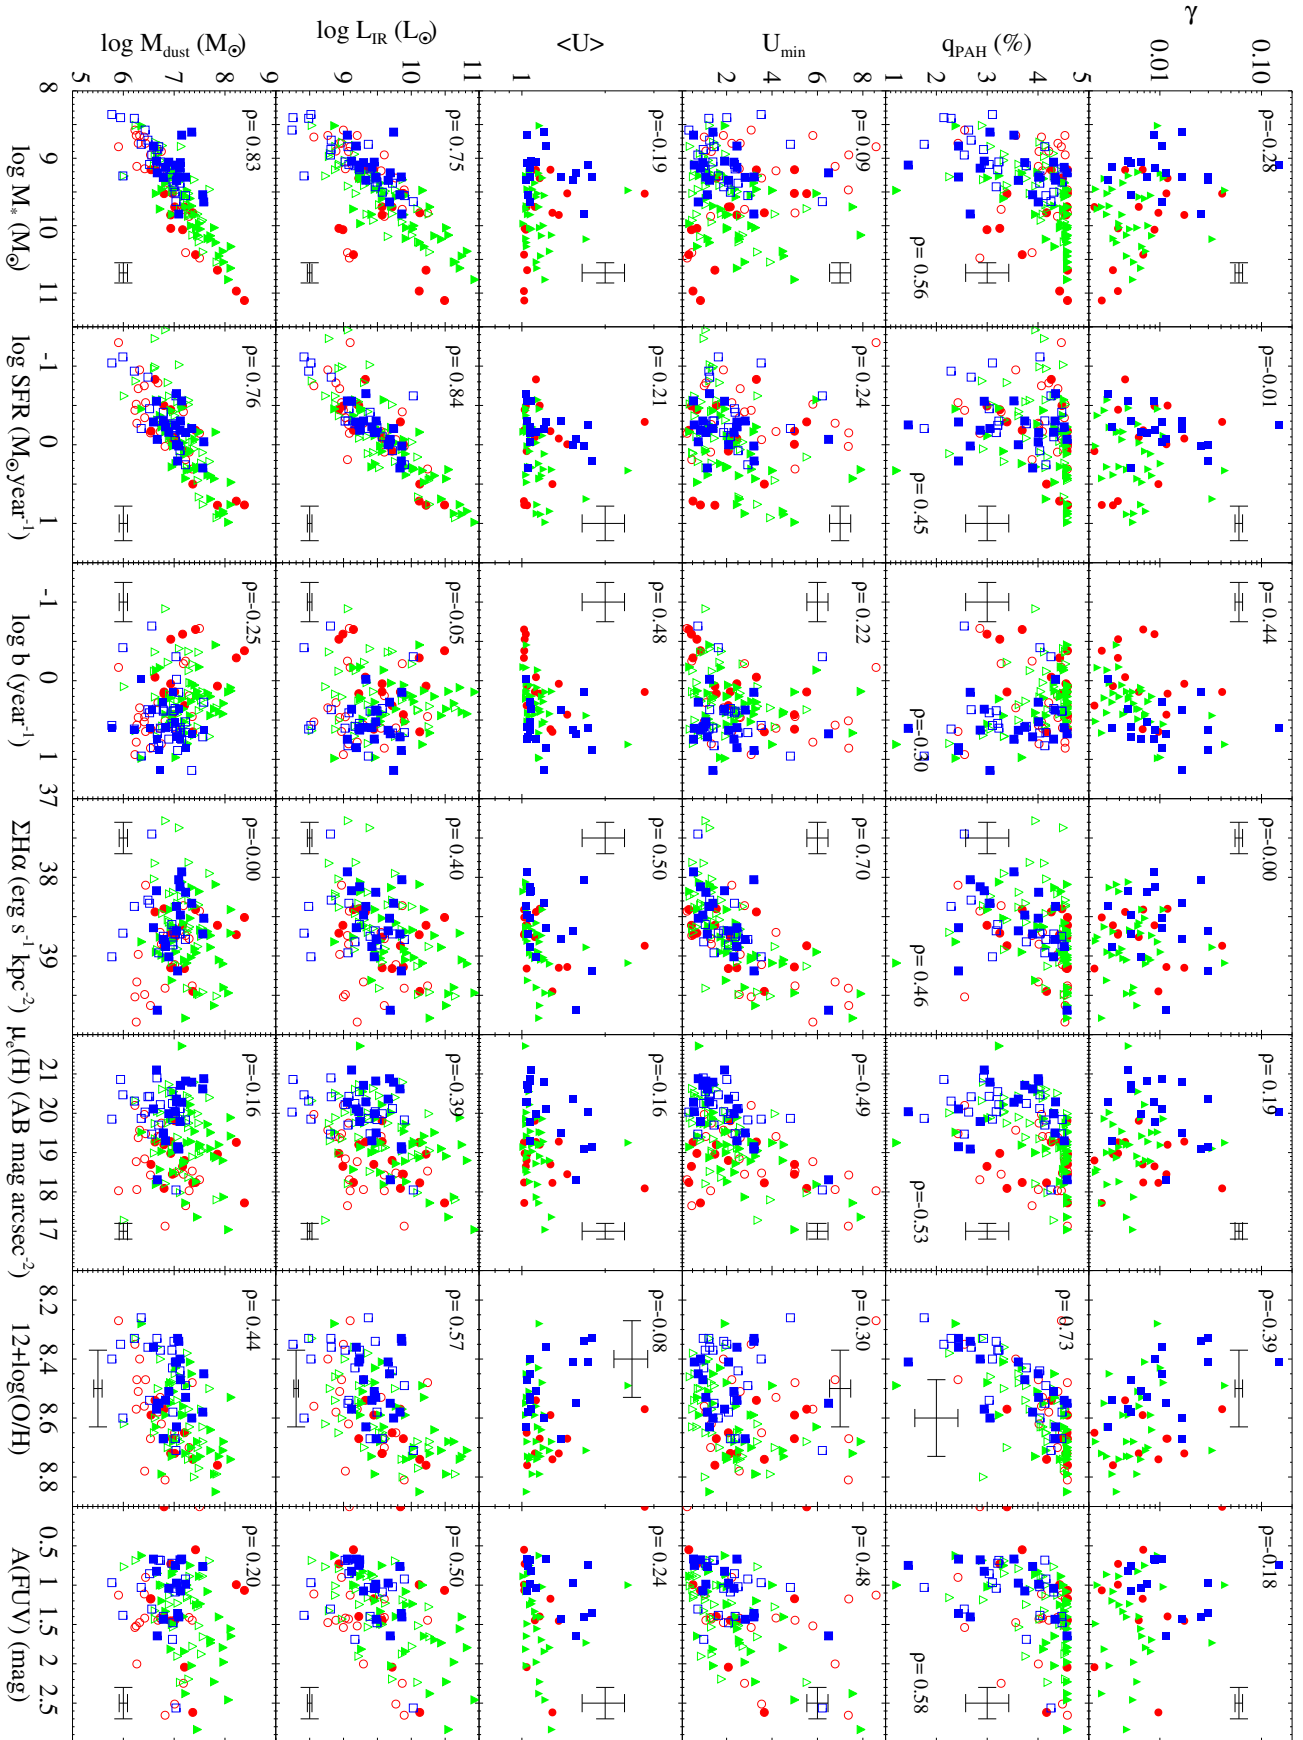 γ
log M_dust (M⊙)
log L_IR (L⊙)
<U>
U_min
q_PAH (%)
5 6 7 8 9
9 10 11
1
2 4 6 8
1 2 3 4 5
0.01 0.10
8 9 10 11
log M_* (M⊙)
ρ= 0.83
ρ= 0.75
ρ=-0.19
ρ= 0.09
ρ= 0.56
ρ=-0.28
-1 0 1
log SFR (M⊙year⁻¹)
ρ= 0.76
ρ= 0.84
ρ= 0.21
ρ= 0.24
ρ= 0.45
ρ=-0.01
-1 0 1
log b (year⁻¹)
ρ=-0.25
ρ=-0.05
ρ= 0.48
ρ= 0.22
ρ=-0.30
ρ= 0.44
37 38 39
ΣHα (erg s⁻¹ kpc⁻²)
ρ=-0.00
ρ= 0.40
ρ= 0.50
ρ= 0.70
ρ= 0.46
ρ=-0.00
21 20 19 18 17
μ_e(H) (AB mag arcsec⁻²)
ρ=-0.16
ρ=-0.39
ρ=-0.16
ρ=-0.49
ρ=-0.53
ρ= 0.19
8.2 8.4 8.6 8.8
12+log(O/H)
ρ= 0.44
ρ= 0.57
ρ=-0.08
ρ= 0.30
ρ= 0.73
ρ=-0.39
0.5 1 1.5 2 2.5
A(FUV) (mag)
ρ= 0.20
ρ= 0.50
ρ= 0.24
ρ= 0.48
ρ= 0.58
ρ=-0.18